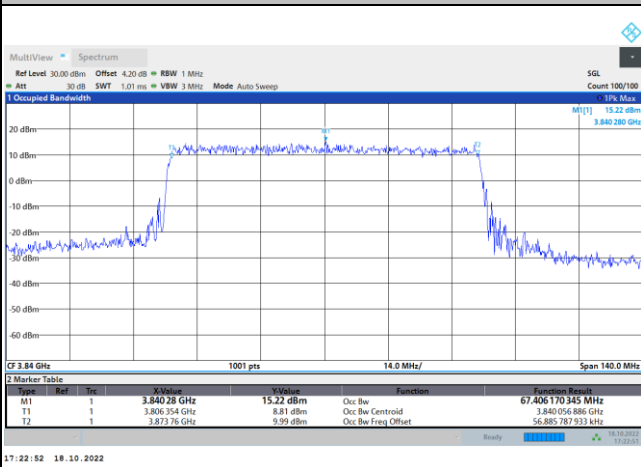 MultiView Spectrum
Ref Level 30.00 dBm Offset 4.20 dB RBW 1 MHz SGL
Att 30 dB SWT 1.01 ms VBW 3 MHz Mode Auto Sweep Count 100/100
1 Occupied Bandwidth 1Pk Max
M1[1] 15.22 dBm
3.840 280 GHz
20 dBm
M1
T1 T2
10 dBm
0 dBm
-10 dBm
-20 dBm
-30 dBm
-40 dBm
-50 dBm
-60 dBm
CF 3.84 GHz 1001 pts 14.0 MHz/ Span 140.0 MHz
2 Marker Table
Type Ref Trc X-Value Y-Value Function Function Result
M1 1 3.840 28 GHz 15.22 dBm Occ Bw 67.406 170 345 MHz
T1 1 3.806 354 GHz 8.81 dBm Occ Bw Centroid 3.840 056 886 GHz
T2 1 3.873 76 GHz 9.99 dBm Occ Bw Freq Offset 56.885 787 933 kHz
Ready 18.10.2022
17:22:51
17:22:52 18.10.2022